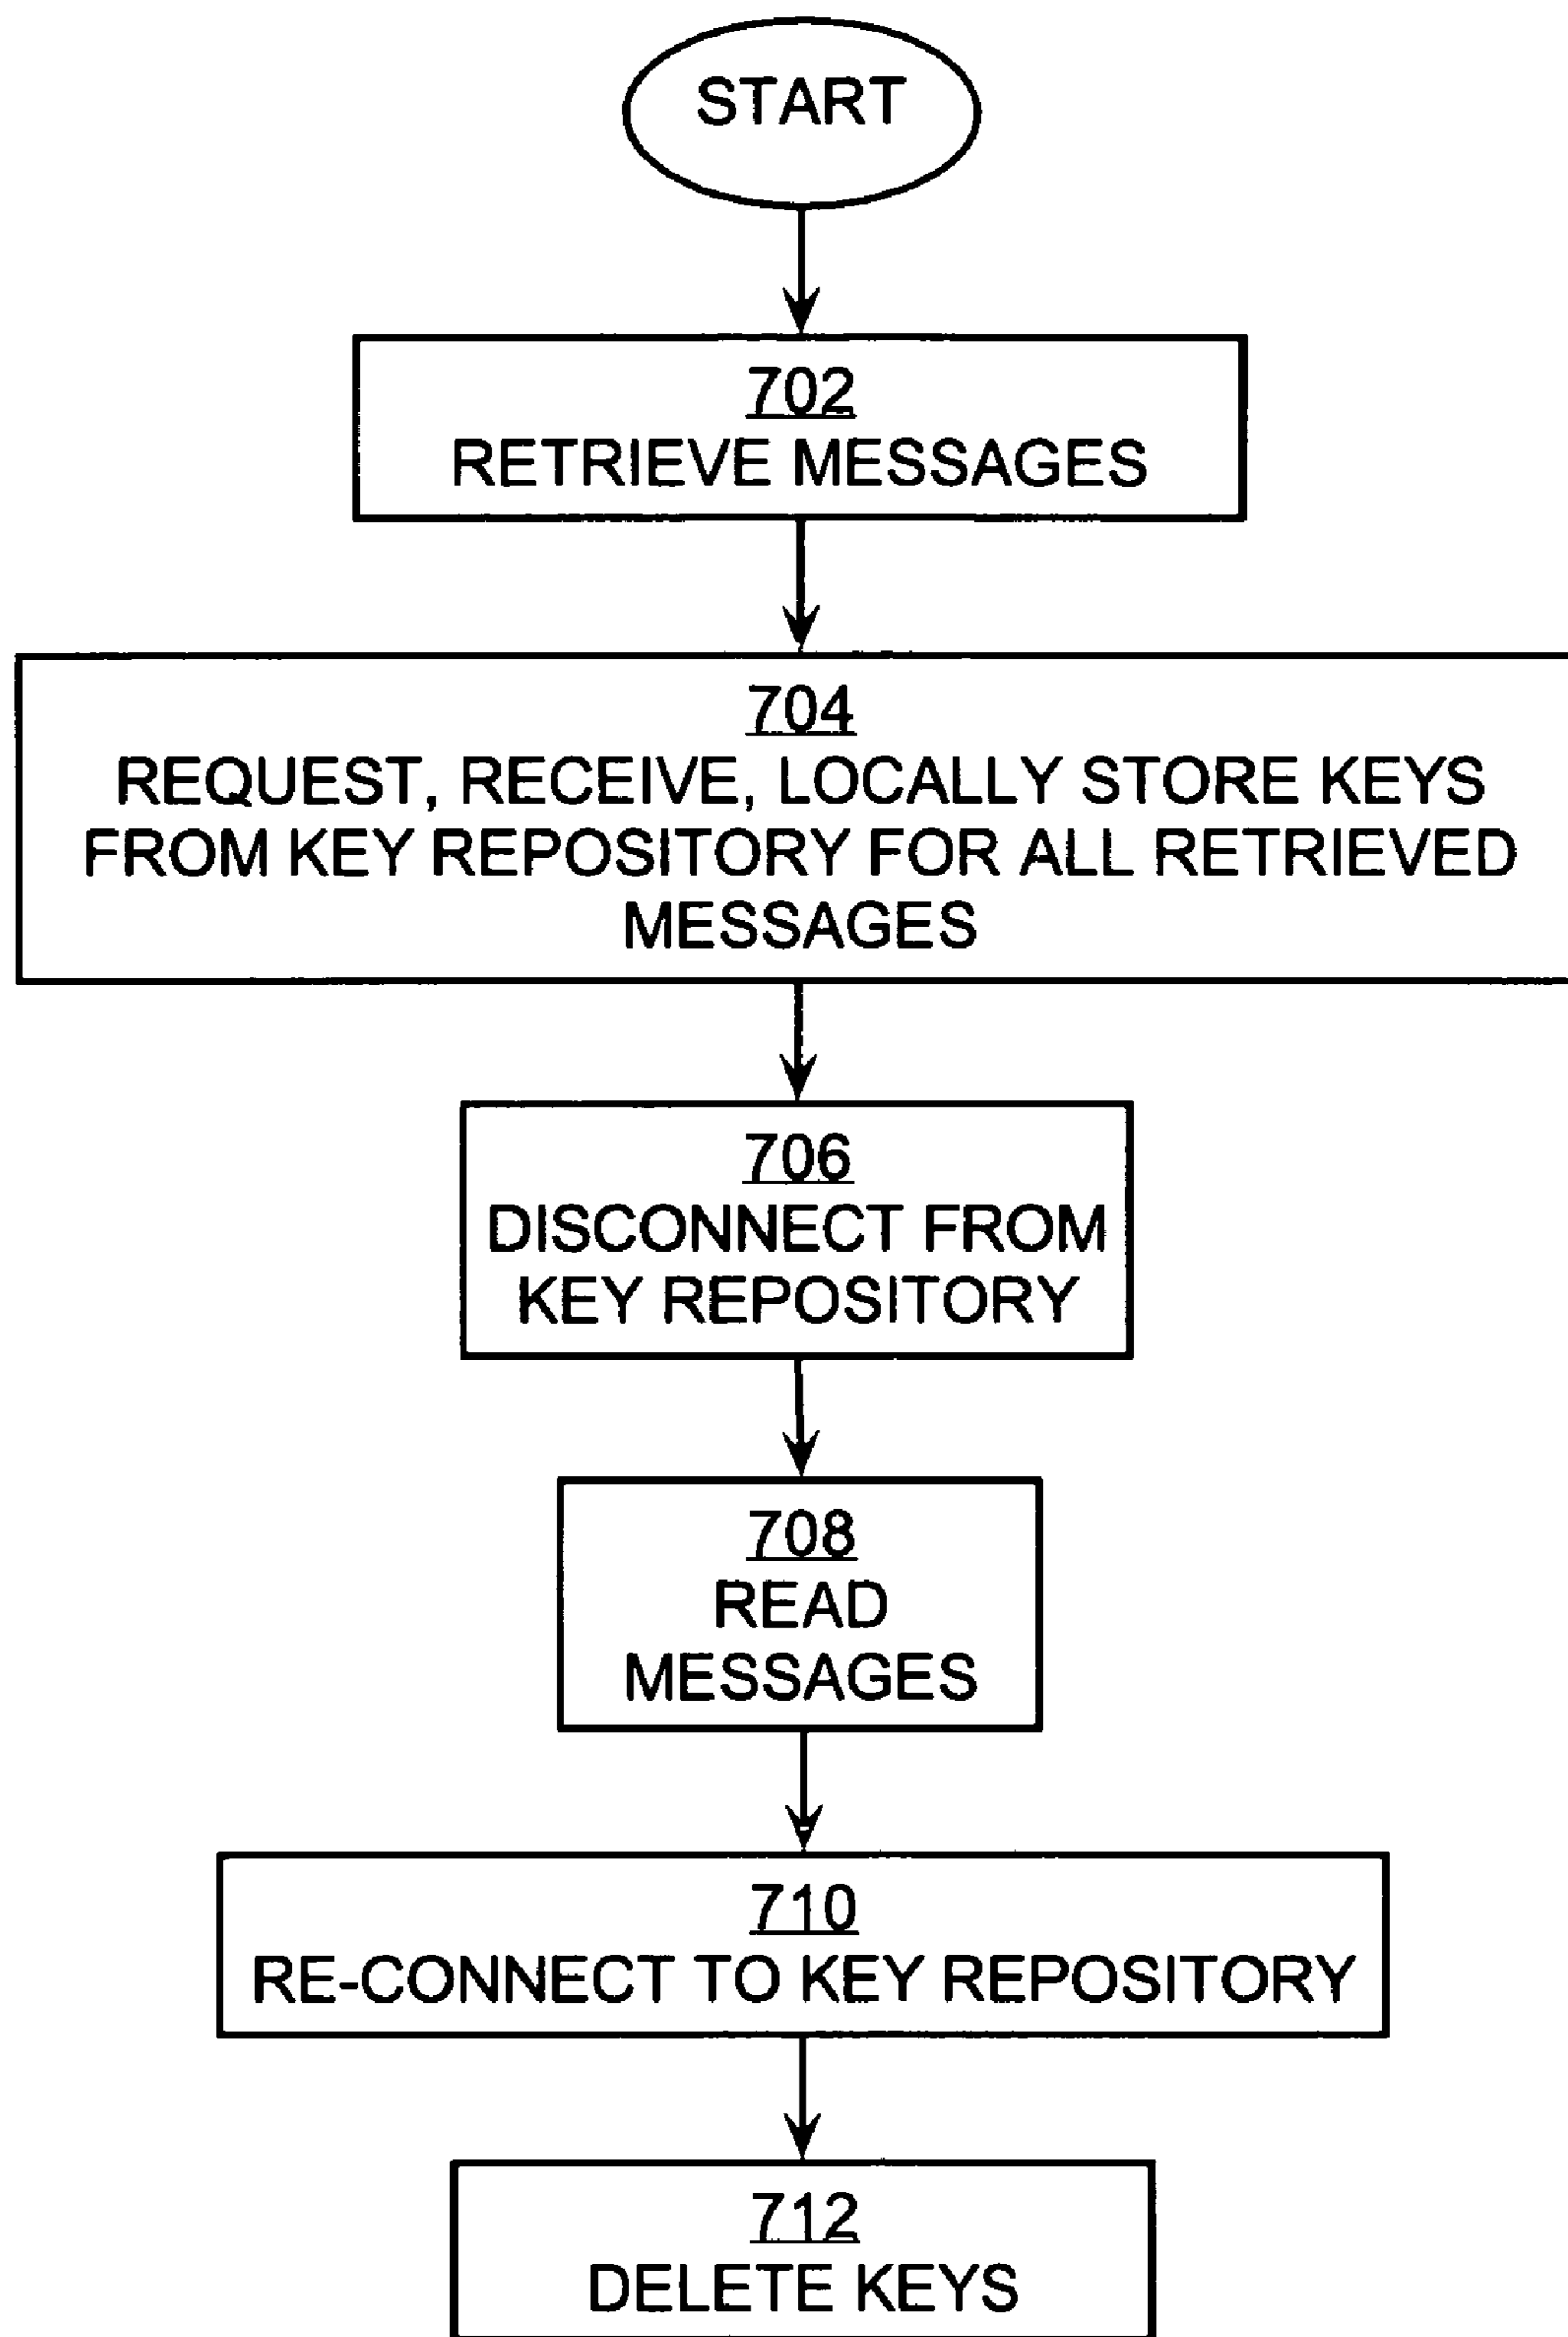 START
702
RETRIEVE MESSAGES
704
REQUEST, RECEIVE, LOCALLY STORE KEYS
FROM KEY REPOSITORY FOR ALL RETRIEVED
MESSAGES
706
DISCONNECT FROM
KEY REPOSITORY
708
READ
MESSAGES
710
RE-CONNECT TO KEY REPOSITORY
712
DELETE KEYS